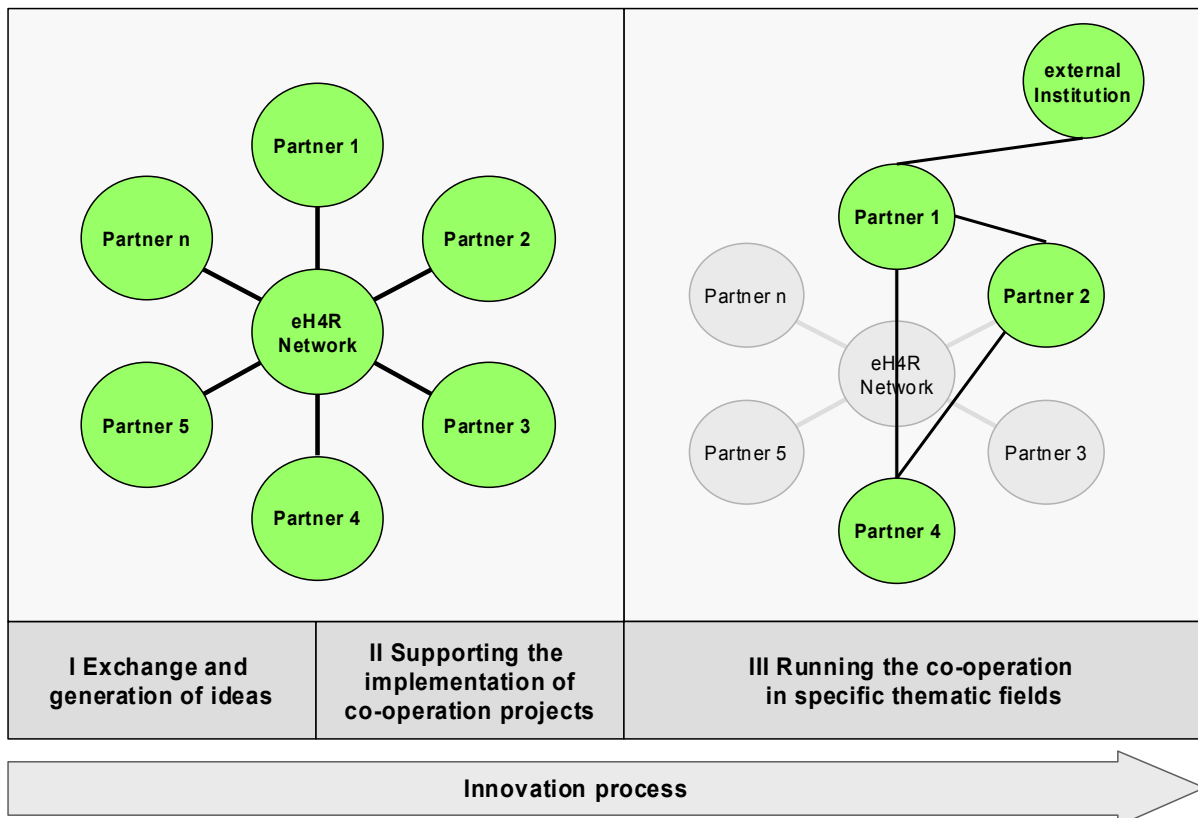 Partner 1
Partner n
Partner 2
eH4R
Network
Partner 5
Partner 3
Partner 4
external
Institution
Partner 1
Partner n
Partner 2
eH4R
Network
Partner 5
Partner 3
Partner 4
I Exchange and
generation of ideas
II Supporting the
implementation of
co-operation projects
III Running the co-operation
in specific thematic fields
Innovation process